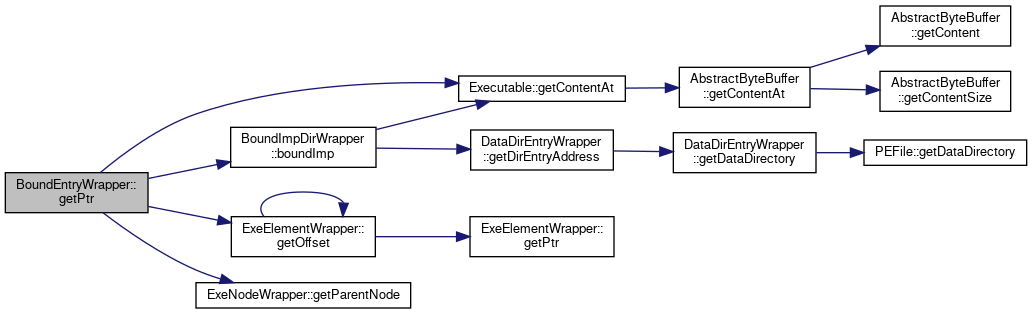 AbstractByteBuffer
::getContent
Executable::getContentAt
AbstractByteBuffer
::getContentAt
AbstractByteBuffer
::getContentSize
BoundImpDirWrapper
::boundImp
DataDirEntryWrapper
::getDirEntryAddress
DataDirEntryWrapper
::getDataDirectory
PEFile::getDataDirectory
BoundEntryWrapper::
getPtr
ExeElementWrapper::
getOffset
ExeElementWrapper::
getPtr
ExeNodeWrapper::getParentNode